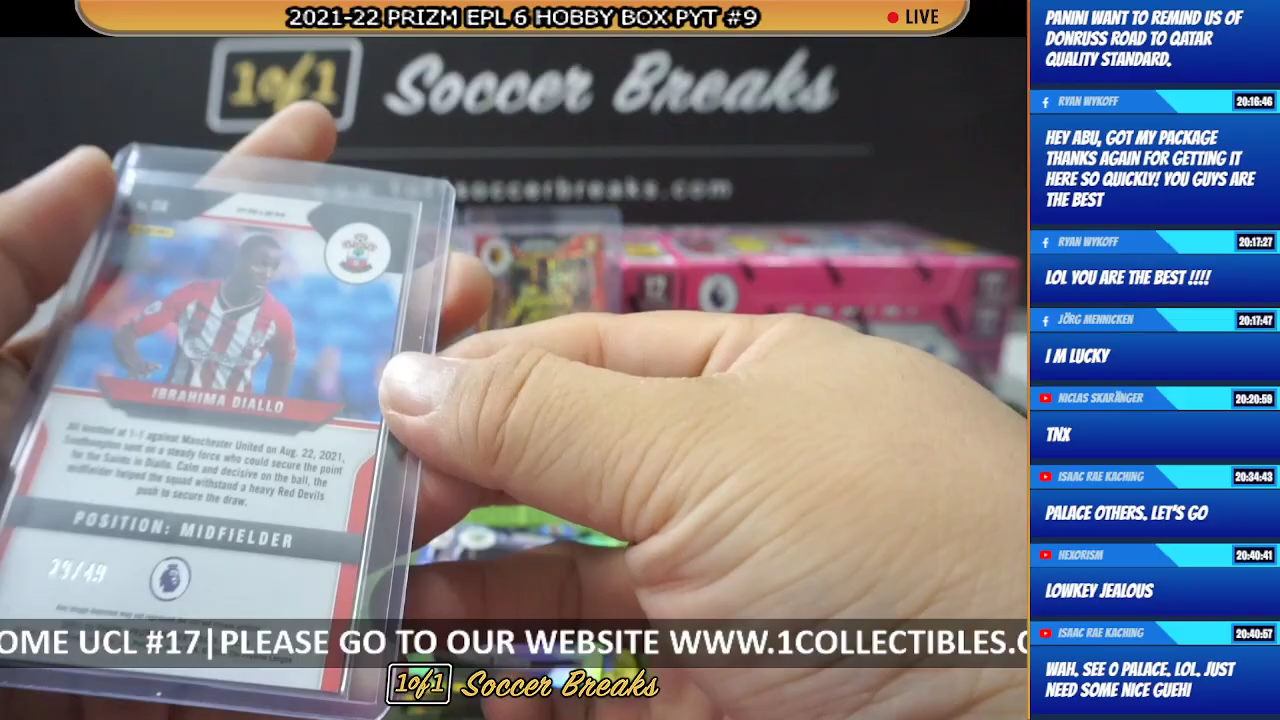 2021-22 PRIZM EPL 6 HOBBY BOX PYT #9
LIVE
1of1 Soccer Breaks
soccerbreaks.com
PRIZM
IBRAHIMA DIALLO
All knotted at 1-1 against Manchester United on Aug. 22, 2021,
Southampton sent on a steady force who could secure the point
for the Saints in Diallo. Calm and decisive on the ball, the
midfielder helped the squad withstand a heavy Red Devils
push to secure the draw.
POSITION: MIDFIELDER
29/49
12
OME UCL #17|PLEASE GO TO OUR WEBSITE WWW.1COLLECTIBLES.C
1of1 Soccer Breaks
PANINI WANT TO REMIND US OF
DONRUSS ROAD TO QATAR
QUALITY STANDARD.
RYAN WYKOFF 20:16:46
HEY ABU, GOT MY PACKAGE
THANKS AGAIN FOR GETTING IT
HERE SO QUICKLY! YOU GUYS ARE
THE BEST
RYAN WYKOFF 20:17:27
LOL YOU ARE THE BEST !!!!
JÖRG MENNICKEN 20:17:47
I M LUCKY
NICLAS SKARÄNGER 20:20:59
TNX
ISAAC RAE KACHING 20:34:43
PALACE OTHERS. LET'S GO
HEXORISM 20:40:41
LOWKEY JEALOUS
ISAAC RAE KACHING 20:40:57
WAH. SEE O PALACE. LOL. JUST
NEED SOME NICE GUEHI